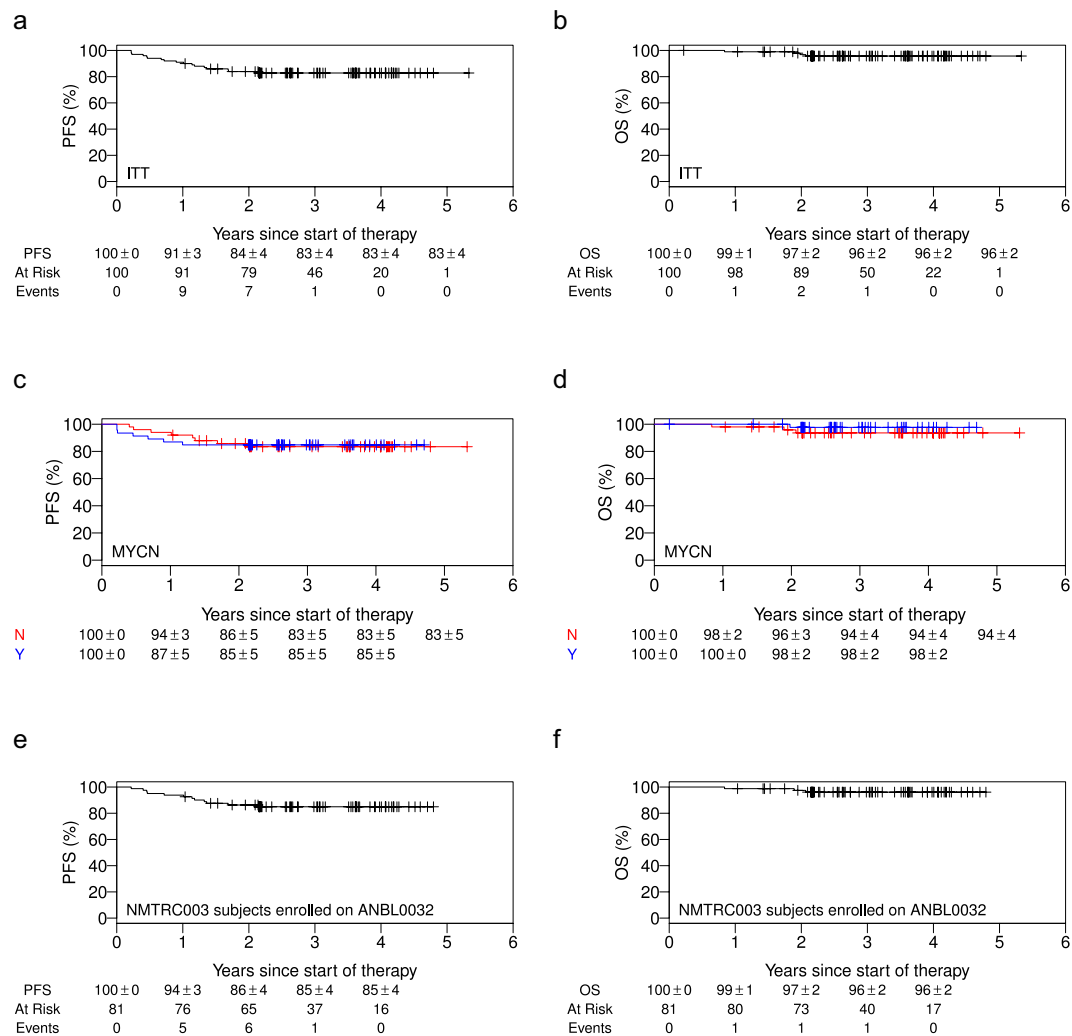 a
100
80
60
40
20
0
PFS (%)
ITT
0 1 2 3 4 5 6
Years since start of therapy
PFS 100±0 91±3 84±4 83±4 83±4 83±4
At Risk 100 91 79 46 20 1
Events 0 9 7 1 0 0
b
100
80
60
40
20
0
OS (%)
ITT
0 1 2 3 4 5 6
Years since start of therapy
OS 100±0 99±1 97±2 96±2 96±2 96±2
At Risk 100 98 89 50 22 1
Events 0 1 2 1 0 0
c
100
80
60
40
20
0
PFS (%)
MYCN
0 1 2 3 4 5 6
Years since start of therapy
N 100±0 94±3 86±5 83±5 83±5 83±5
Y 100±0 87±5 85±5 85±5 85±5
d
100
80
60
40
20
0
OS (%)
MYCN
0 1 2 3 4 5 6
Years since start of therapy
N 100±0 98±2 96±3 94±4 94±4 94±4
Y 100±0 100±0 98±2 98±2 98±2
e
100
80
60
40
20
0
PFS (%)
NMTRC003 subjects enrolled on ANBL0032
0 1 2 3 4 5 6
Years since start of therapy
PFS 100±0 94±3 86±4 85±4 85±4
At Risk 81 76 65 37 16
Events 0 5 6 1 0
f
100
80
60
40
20
0
OS (%)
NMTRC003 subjects enrolled on ANBL0032
0 1 2 3 4 5 6
Years since start of therapy
OS 100±0 99±1 97±2 96±2 96±2
At Risk 81 80 73 40 17
Events 0 1 1 1 0